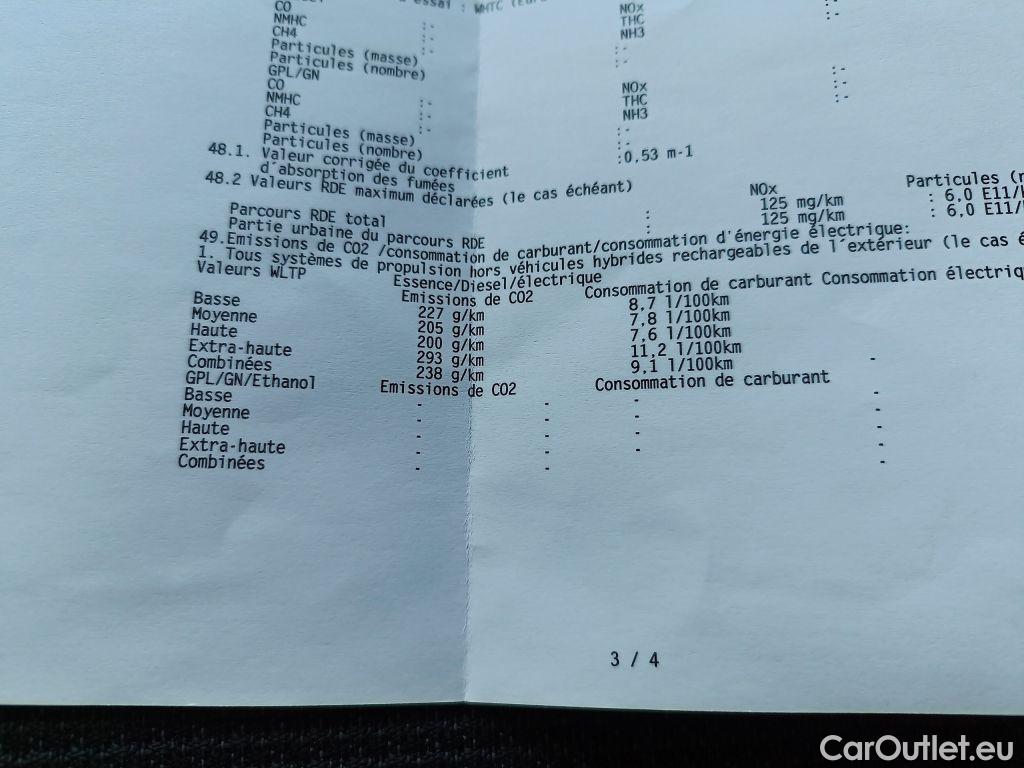 essai : WHTC (Eur
CO NOx :-
NMHC :- THC :-
CH4 :- NH3
Particules (masse) :-
Particules (nombre) :-
GPL/GN
CO NOx :-
NMHC :- THC :-
CH4 :- NH3 :-
Particules (masse) :- :-
Particules (nombre) :-
48.1. Valeur corrigée du coefficient :0,53 m-1
d´absorption des fumées
48.2 Valeurs RDE maximum déclarées (le cas échéant)
NOx Particules (n
Parcours RDE total : 125 mg/km : 6,0 E11/
Partie urbaine du parcours RDE : 125 mg/km : 6,0 E11/
49.Emissions de CO2 /consommation de carburant/consommation d´énergie électrique:
1. Tous systèmes de propulsion hors véhicules hybrides rechargeables de l´extérieur (le cas é
Valeurs WLTP Essence/Diesel/électrique
Emissions de CO2 Consommation de carburant Consommation électriq
Basse 227 g/km 8,7 l/100km
Moyenne 205 g/km 7,8 l/100km
Haute 200 g/km 7,6 l/100km
Extra-haute 293 g/km 11,2 l/100km
Combinées 238 g/km 9,1 l/100km -
GPL/GN/Ethanol Emissions de CO2 Consommation de carburant
Basse - - - -
Moyenne - - - -
Haute - - - -
Extra-haute - - - -
Combinées - - -
3 / 4
CarOutlet.eu